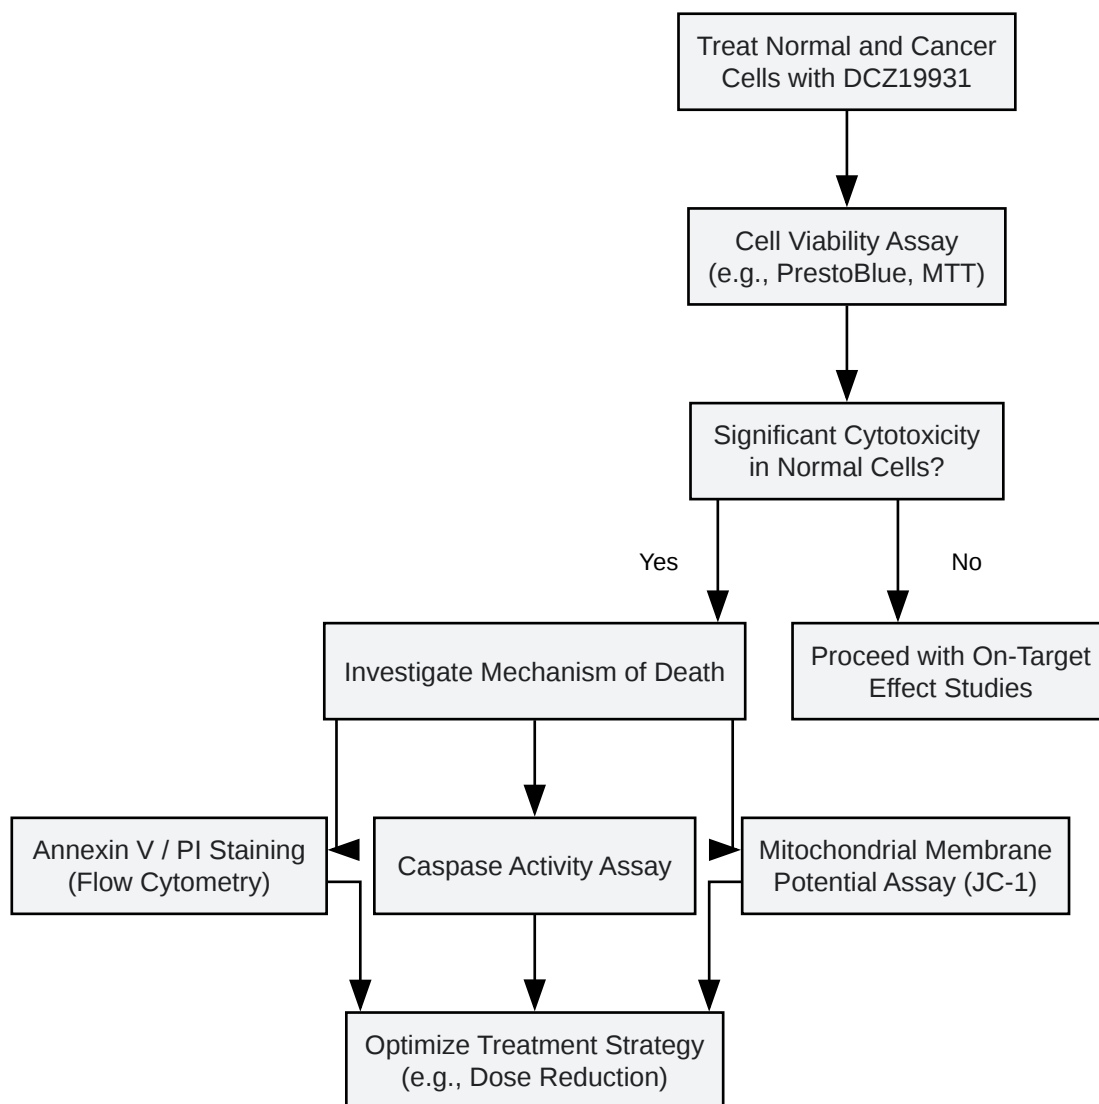 Treat Normal and Cancer
Cells with DCZ19931
Cell Viability Assay
(e.g., PrestoBlue, MTT)
Significant Cytotoxicity
in Normal Cells?
Yes
No
Investigate Mechanism of Death
Proceed with On-Target
Effect Studies
Annexin V / PI Staining
(Flow Cytometry)
Caspase Activity Assay
Mitochondrial Membrane
Potential Assay (JC-1)
Optimize Treatment Strategy
(e.g., Dose Reduction)